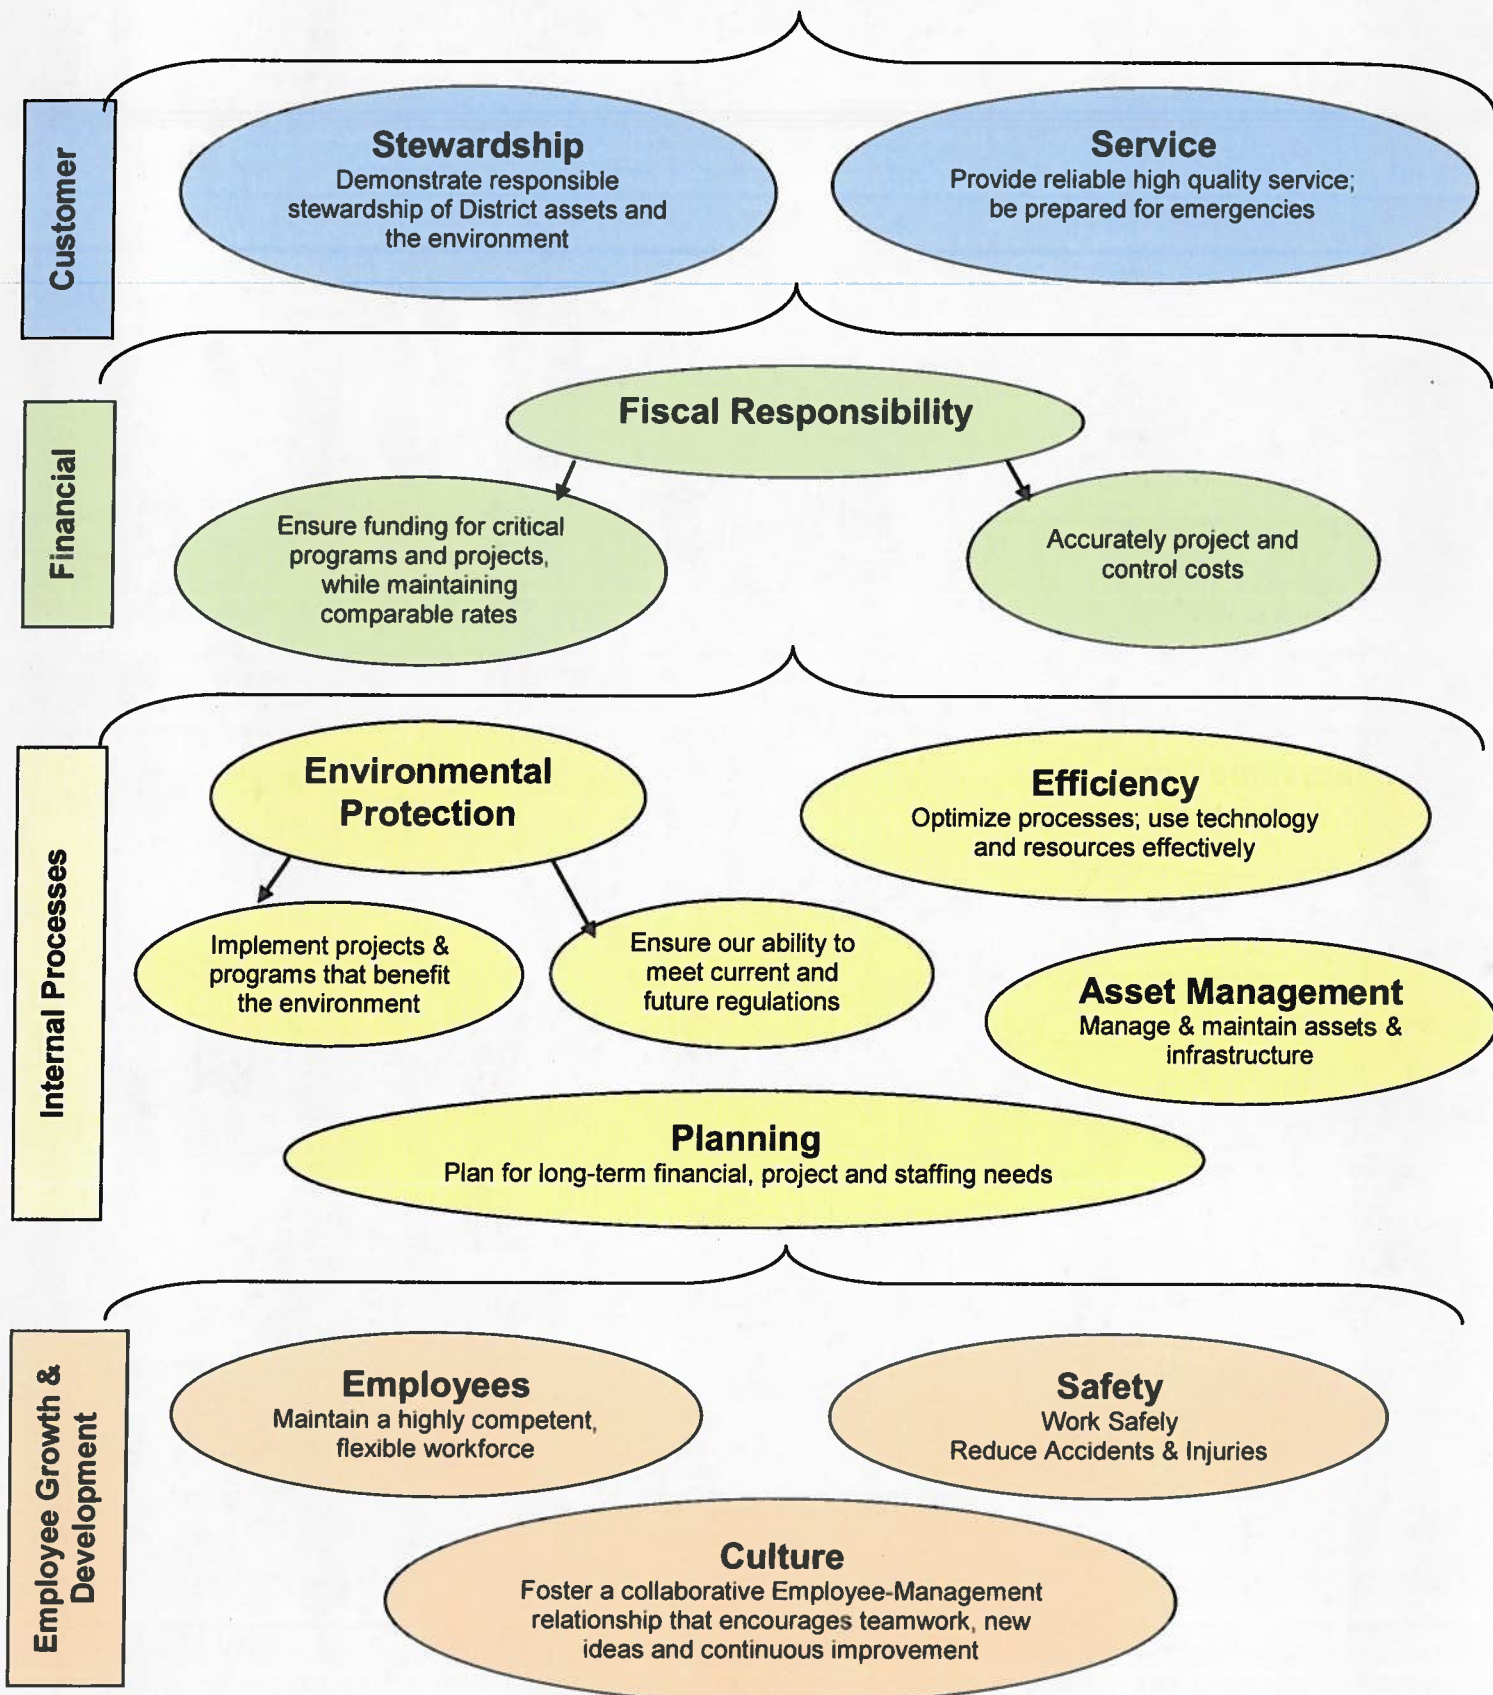 Customer
Stewardship
Demonstrate responsible
stewardship of District assets and
the environment
Service
Provide reliable high quality service;
be prepared for emergencies
Financial
Fiscal Responsibility
Ensure funding for critical
programs and projects,
while maintaining
comparable rates
Accurately project and
control costs
Internal Processes
Environmental
Protection
Efficiency
Optimize processes; use technology
and resources effectively
Implement projects &
programs that benefit
the environment
Ensure our ability to
meet current and
future regulations
Asset Management
Manage & maintain assets &
infrastructure
Planning
Plan for long-term financial, project and staffing needs
Employee Growth &
Development
Employees
Maintain a highly competent,
flexible workforce
Safety
Work Safely
Reduce Accidents & Injuries
Culture
Foster a collaborative Employee-Management
relationship that encourages teamwork, new
ideas and continuous improvement